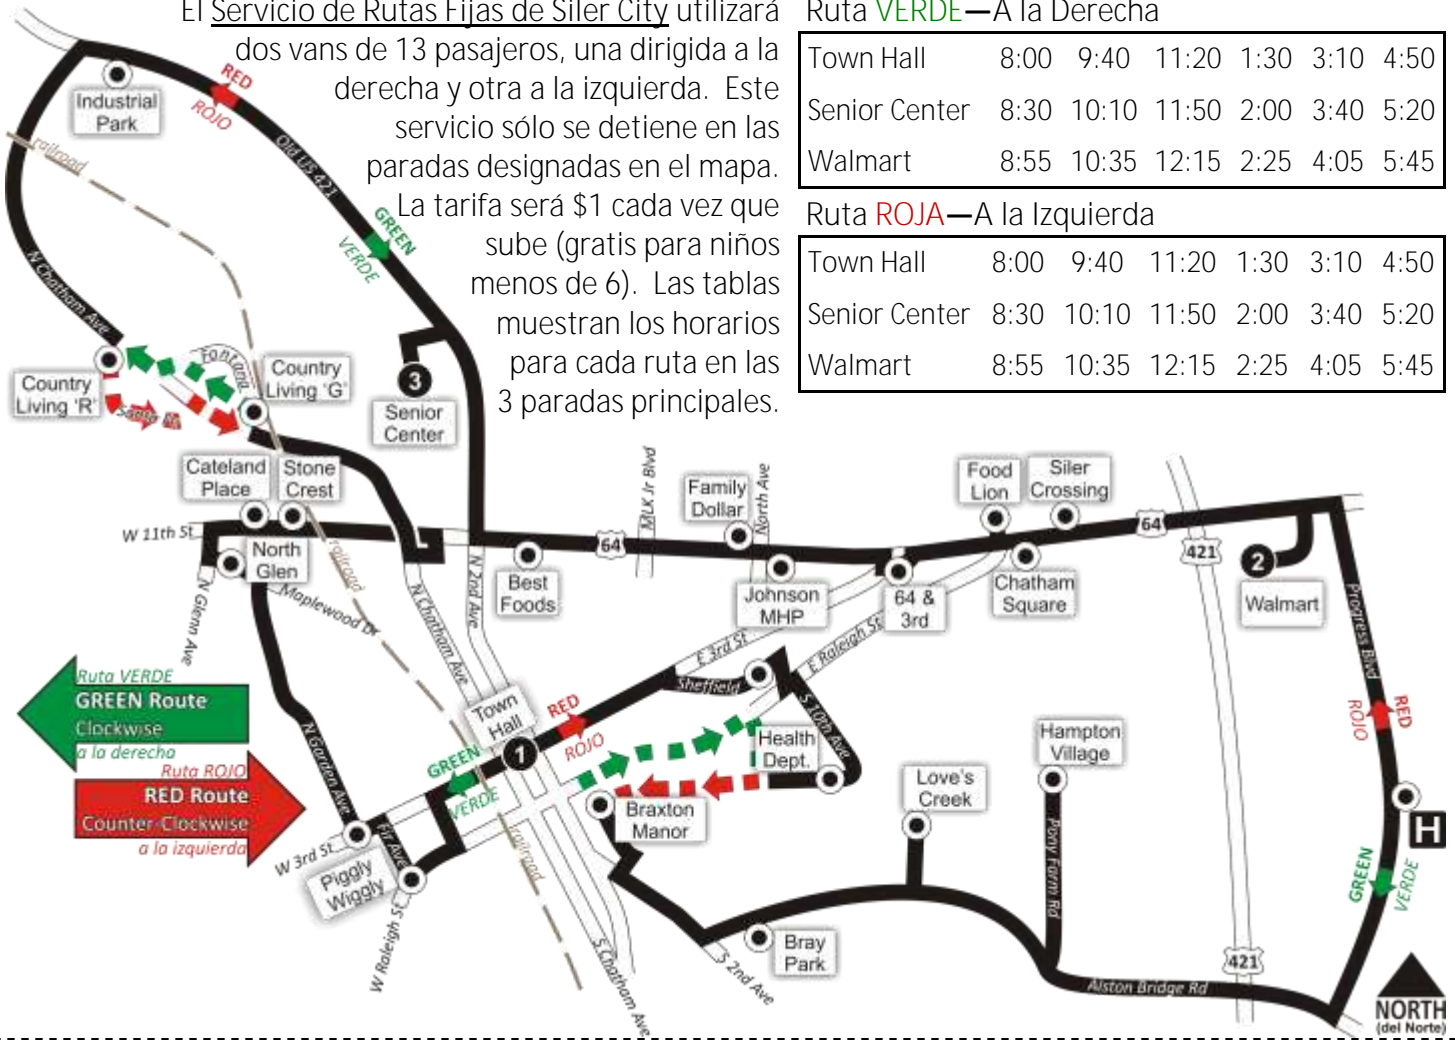 El Servicio de Rutas Fijas de Siler City utilizará
dos vans de 13 pasajeros, una dirigida a la
derecha y otra a la izquierda. Este
servicio sólo se detiene en las
paradas designadas en el mapa.
La tarifa será $1 cada vez que
sube (gratis para niños
menos de 6). Las tablas
muestran los horarios
para cada ruta en las
3 paradas principales.
Ruta VERDE—A la Derecha
Town Hall 8:00 9:40 11:20 1:30 3:10 4:50
Senior Center 8:30 10:10 11:50 2:00 3:40 5:20
Walmart 8:55 10:35 12:15 2:25 4:05 5:45
Ruta ROJA—A la Izquierda
Town Hall 8:00 9:40 11:20 1:30 3:10 4:50
Senior Center 8:30 10:10 11:50 2:00 3:40 5:20
Walmart 8:55 10:35 12:15 2:25 4:05 5:45
Industrial
Park
RED
ROJO
railroad
Old US 421
GREEN
VERDE
N Chatham Ave
Country
Living 'R'
Fontana
Country
Living 'G'
3
Senior
Center
Cateland
Place
Stone
Crest
W 11th St
North
Glen
railroad
N Glenn Ave
Maplewood Dr
N Chatham Ave
N 2nd Ave
Best
Foods
64
MLK Jr Blvd
Family
Dollar
North Ave
Johnson
MHP
64 &
3rd
Food
Lion
Siler
Crossing
Chatham
Square
64
421
2
Walmart
Progress Blvd
RED
ROJO
H
GREEN
VERDE
Ruta VERDE
GREEN Route
Clockwise
a la derecha
Ruta ROJO
RED Route
Counter-Clockwise
a la izquierda
N Garden Ave
W 3rd St
Fir Ave
Piggly
Wiggly
W Raleigh St
Town
Hall
1
GREEN
VERDE
RED
ROJO
E 3rd St
Sheffield
E Raleigh St
S 10th Ave
Health
Dept.
Braxton
Manor
railroad
S Chatham Ave
S 2nd Ave
Bray
Park
Love's
Creek
Hampton
Village
Pony Farm Rd
Alston Bridge Rd
421
NORTH
(del Norte)